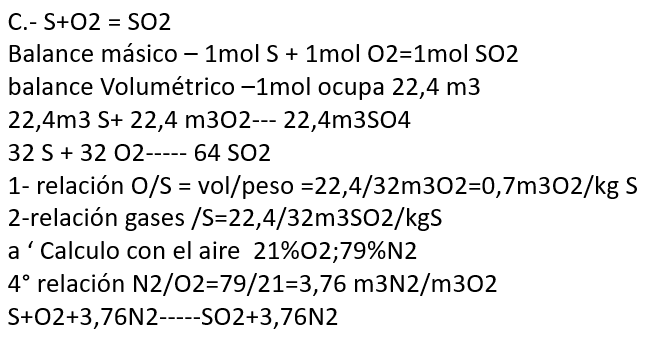 C.- S+O2 = SO2
Balance másico – 1mol S + 1mol O2=1mol SO2
balance Volumétrico –1mol ocupa 22,4 m3
22,4m3 S+ 22,4 m3O2--- 22,4m3SO4
32 S + 32 O2----- 64 SO2
1- relación O/S = vol/peso =22,4/32m3O2=0,7m3O2/kg S
2-relación gases /S=22,4/32m3SO2/kgS
a ‘ Calculo con el aire  21%O2;79%N2
4° relación N2/O2=79/21=3,76 m3N2/m3O2
S+O2+3,76N2-----SO2+3,76N2